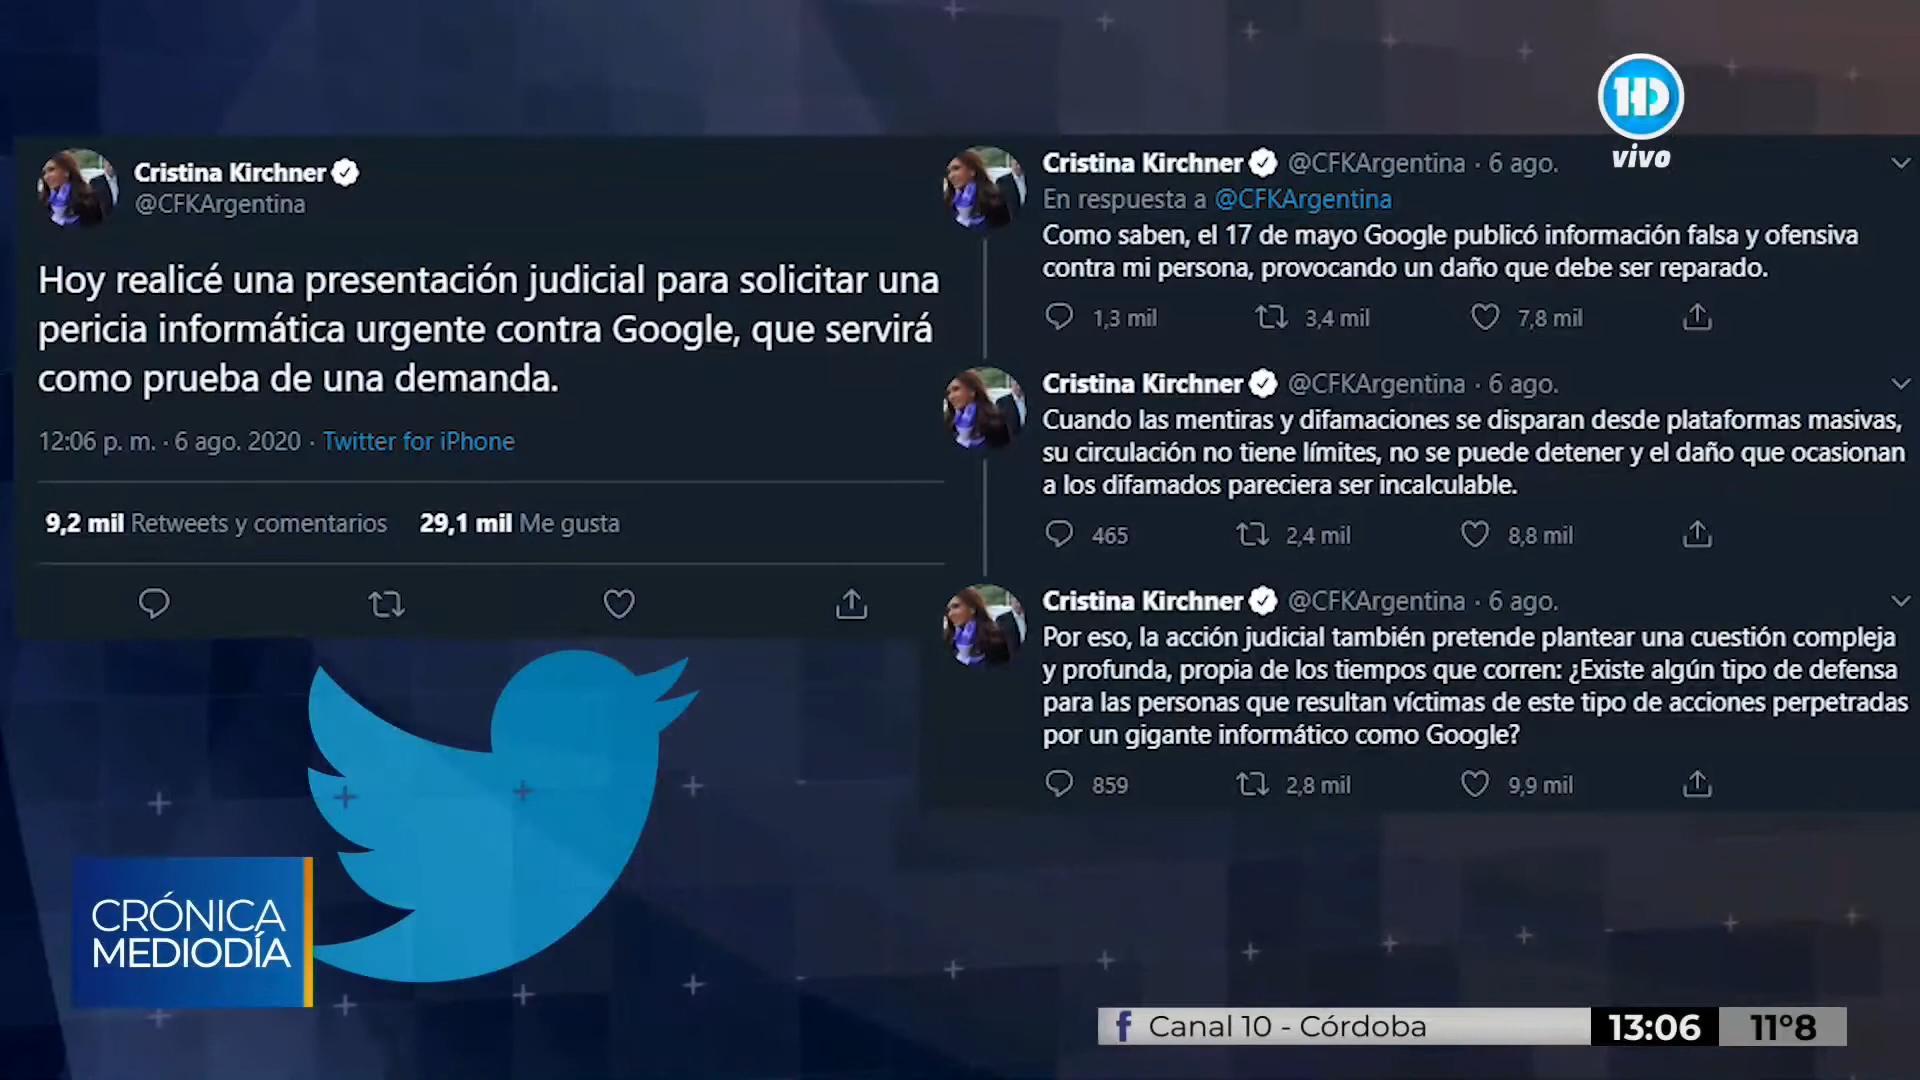 Cristina Kirchner
@CFKArgentina
Hoy realicé una presentación judicial para solicitar una
pericia informática urgente contra Google, que servirá
como prueba de una demanda.
12:06 p. m. · 6 ago. 2020 · Twitter for iPhone
9,2 mil Retweets y comentarios 29,1 mil Me gusta
Cristina Kirchner @CFKArgentina · 6 ago.
En respuesta a @CFKArgentina
Como saben, el 17 de mayo Google publicó información falsa y ofensiva
contra mi persona, provocando un daño que debe ser reparado.
1,3 mil 3,4 mil 7,8 mil
Cristina Kirchner @CFKArgentina · 6 ago.
Cuando las mentiras y difamaciones se disparan desde plataformas masivas,
su circulación no tiene límites, no se puede detener y el daño que ocasionan
a los difamados pareciera ser incalculable.
465 2,4 mil 8,8 mil
Cristina Kirchner @CFKArgentina · 6 ago.
Por eso, la acción judicial también pretende plantear una cuestión compleja
y profunda, propia de los tiempos que corren: ¿Existe algún tipo de defensa
para las personas que resultan víctimas de este tipo de acciones perpetradas
por un gigante informático como Google?
859 2,8 mil 9,9 mil
10
vivo
CRÓNICA
MEDIODÍA
f Canal 10 - Córdoba 13:06 11°8